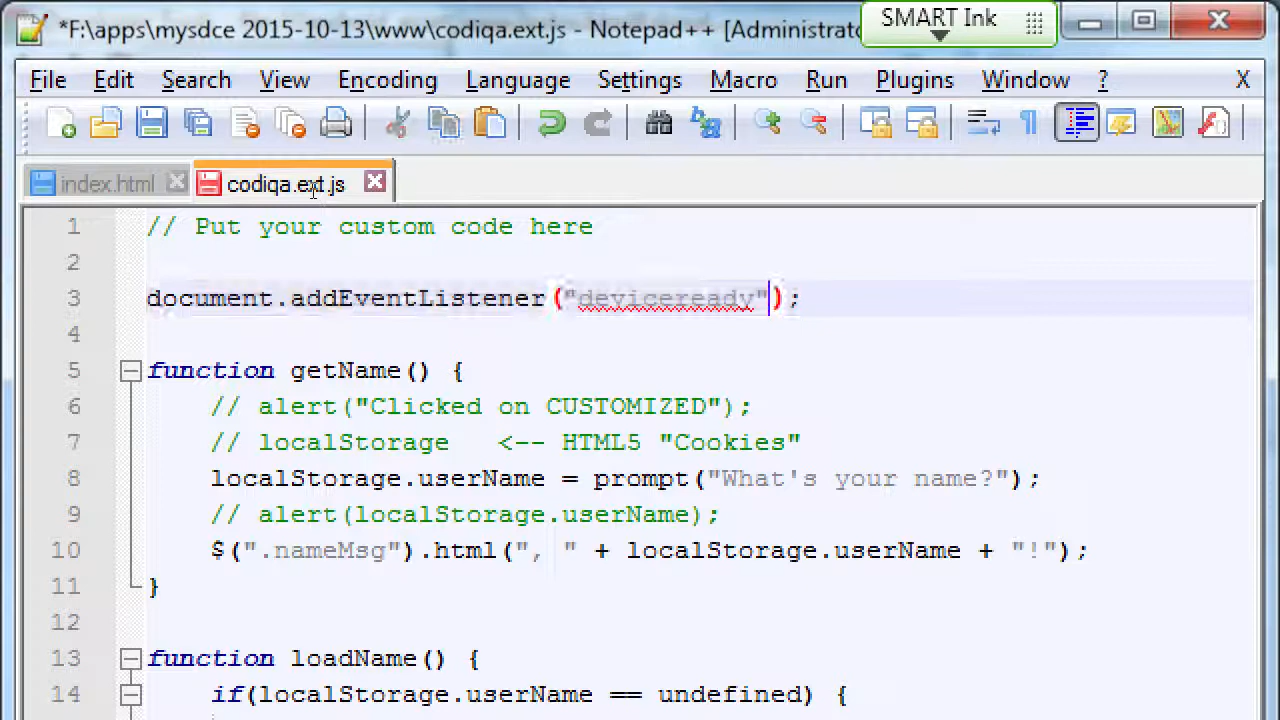 *F:\apps\mysdce 2015-10-13\www\codiqa.ext.js - Notepad++ [Administrato
SMART Ink
File Edit Search View Encoding Language Settings Macro Run Plugins Window ? X
index.html codiqa.ext.js
1 // Put your custom code here
2
3 document.addEventListener("deviceready");
4
5 function getName() {
6 // alert("Clicked on CUSTOMIZED");
7 // localStorage <-- HTML5 "Cookies"
8 localStorage.userName = prompt("What's your name?");
9 // alert(localStorage.userName);
10 $(".nameMsg").html(", " + localStorage.userName + "!");
11 }
12
13 function loadName() {
14 if(localStorage.userName == undefined) {